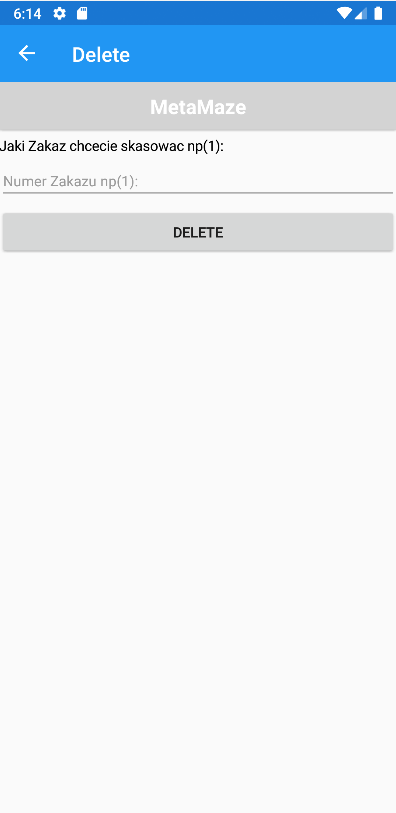 6:14
Delete
MetaMaze
Jaki Zakaz chcecie skasowac np(1):
Numer Zakazu np(1):
DELETE